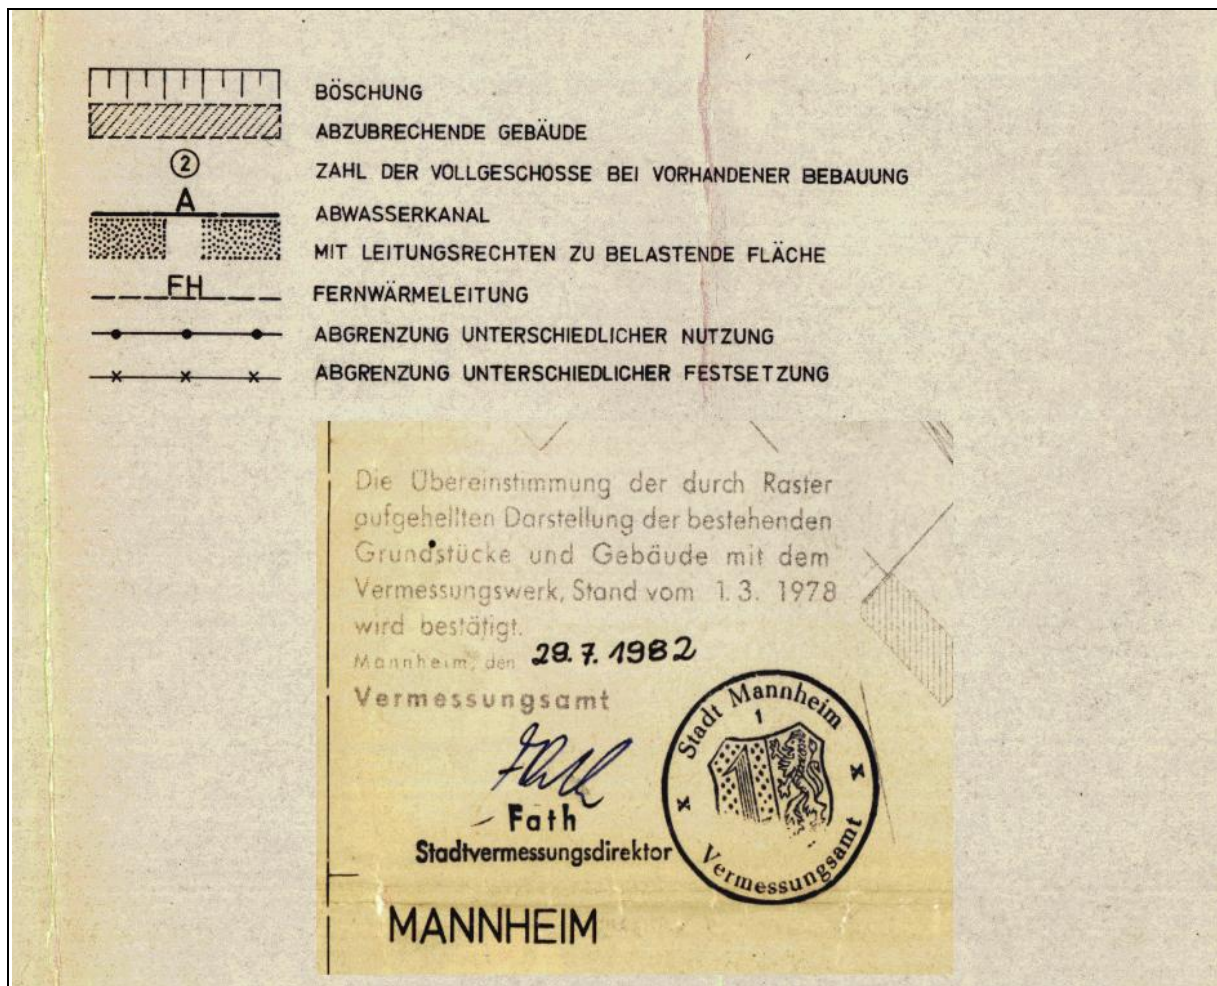 BÖSCHUNG
ABZUBRECHENDE GEBÄUDE
2 ZAHL DER VOLLGESCHOSSE BEI VORHANDENER BEBAUUNG
A ABWASSERKANAL
MIT LEITUNGSRECHTEN ZU BELASTENDE FLÄCHE
FH FERNWÄRMELEITUNG
ABGRENZUNG UNTERSCHIEDLICHER NUTZUNG
ABGRENZUNG UNTERSCHIEDLICHER FESTSETZUNG
Die Übereinstimmung der durch Raster
aufgehellten Darstellung der bestehenden
Grundstücke und Gebäude mit dem
Vermessungswerk, Stand vom 1.3. 1978
wird bestätigt.
Mannheim, den 29.7.1982
Vermessungsamt
Fath
Stadtvermessungsdirektor
Stadt Mannheim
1
Vermessungsamt
MANNHEIM